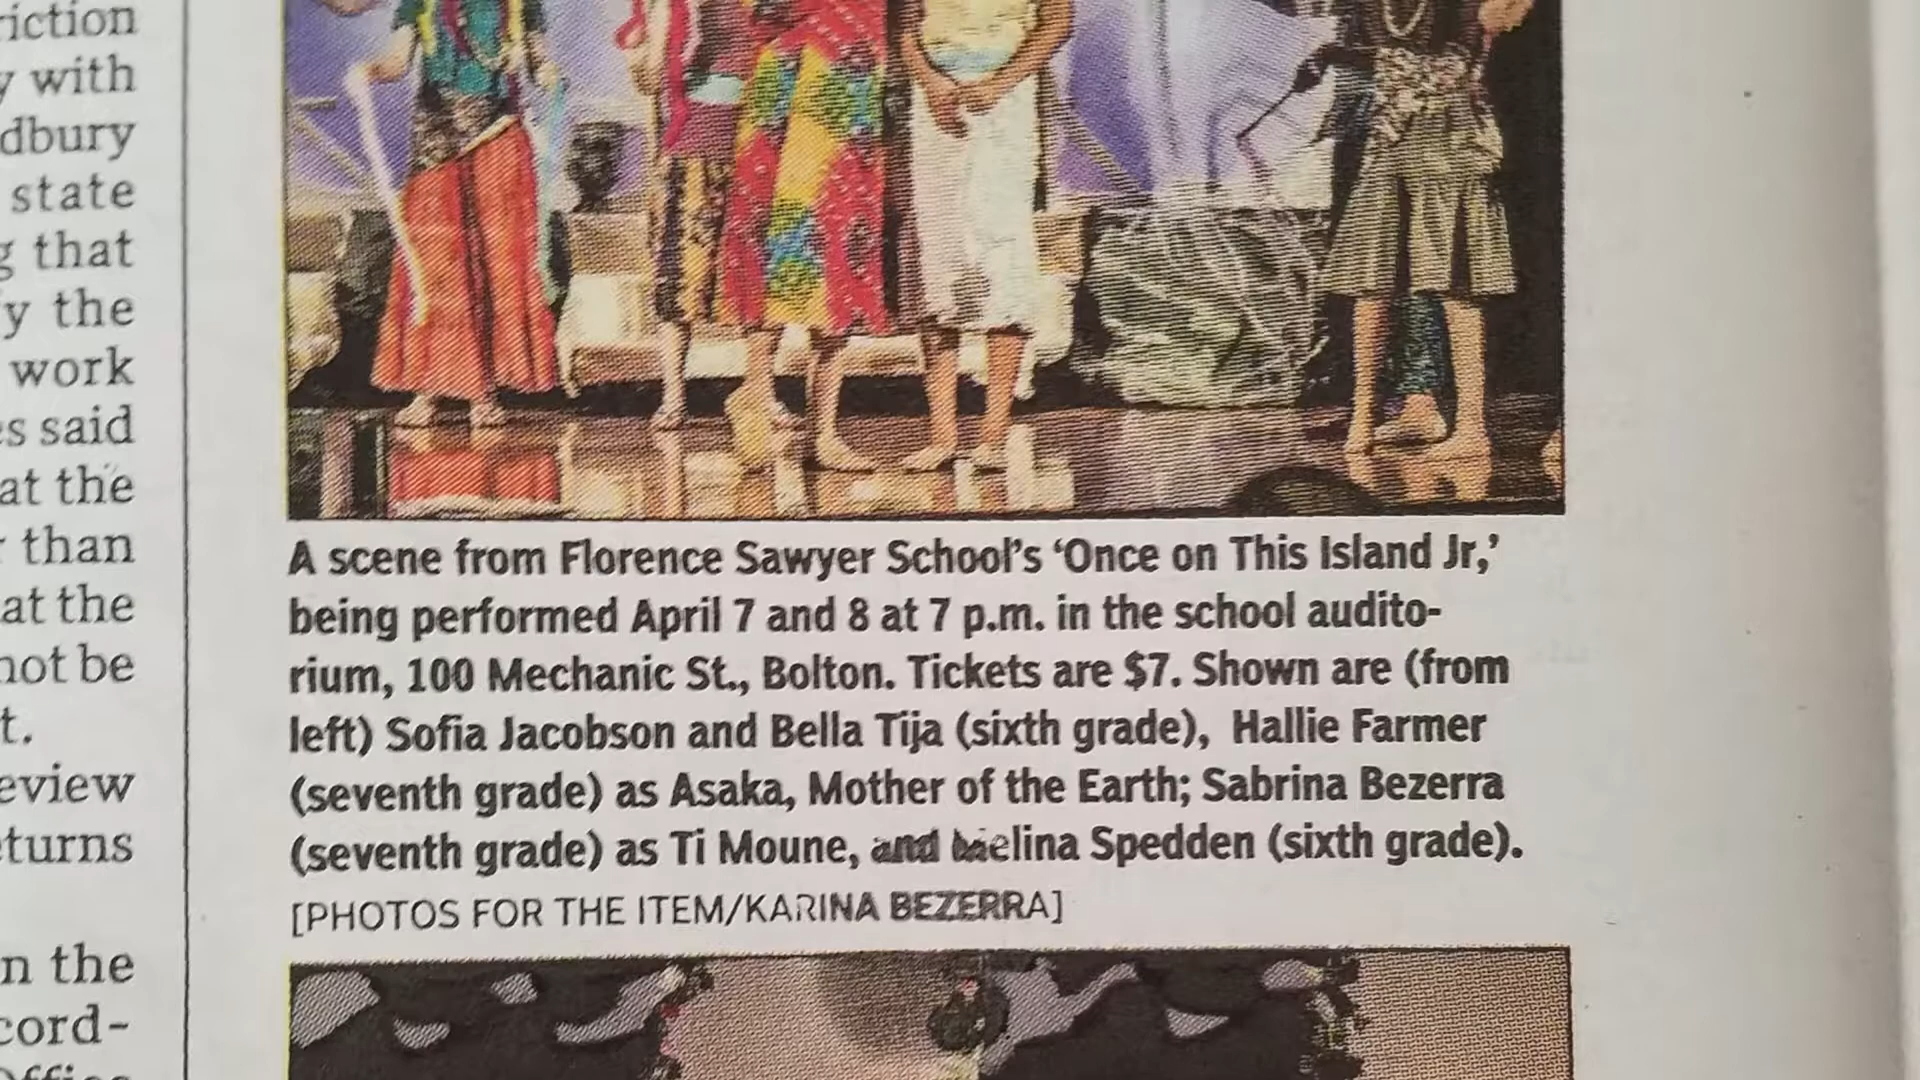 iction
y with
dbury
state
g that
y the
work
es said
at the
than
at the
not be
t.
eview
eturns
n the
cord-
A scene from Florence Sawyer School's ‘Once on This Island Jr,’
being performed April 7 and 8 at 7 p.m. in the school audito-
rium, 100 Mechanic St., Bolton. Tickets are $7. Shown are (from
left) Sofia Jacobson and Bella Tija (sixth grade), Hallie Farmer
(seventh grade) as Asaka, Mother of the Earth; Sabrina Bezerra
(seventh grade) as Ti Moune, and Spedden (sixth grade).
[PHOTOS FOR THE ITEM/KARINA BEZERRA]